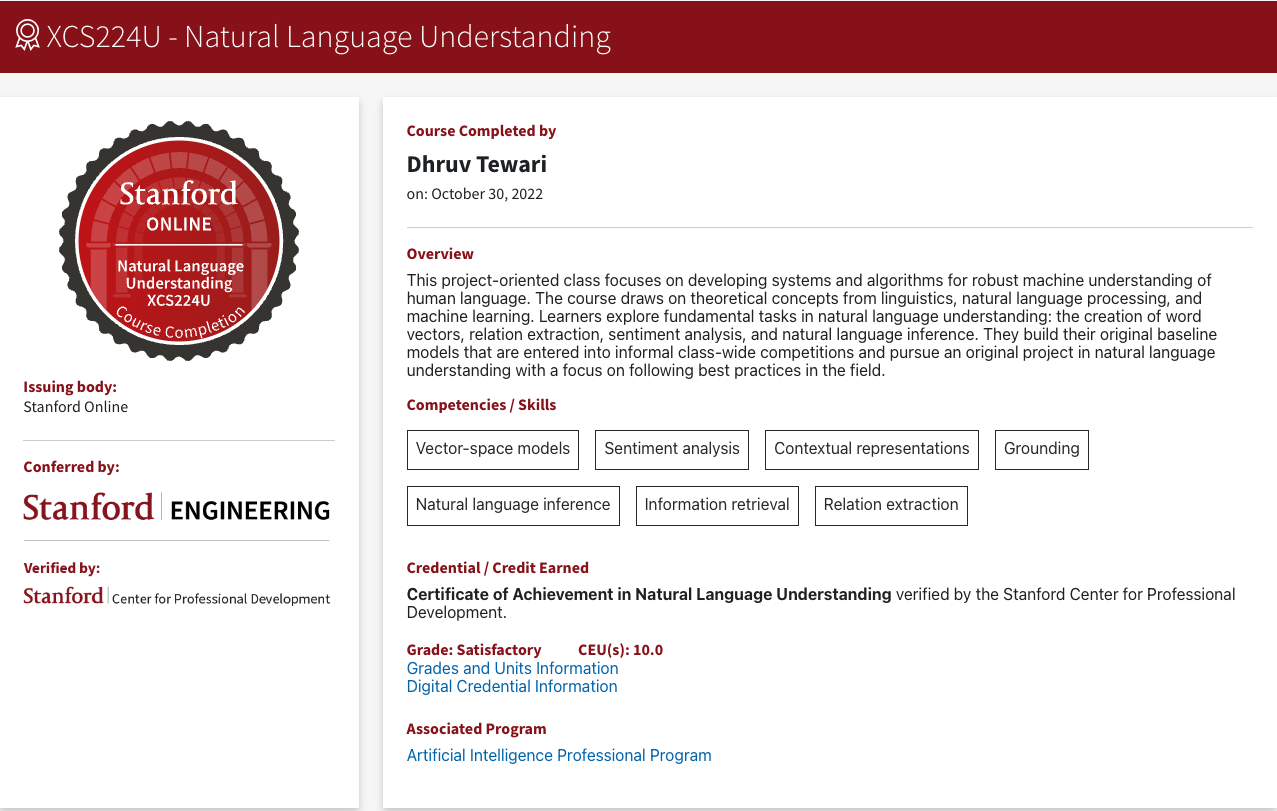 XCS224U - Natural Language Understanding
Stanford
ONLINE
Natural Language
Understanding
XCS224U
Course Completion
Issuing body:
Stanford Online
Conferred by:
Stanford ENGINEERING
Verified by:
Stanford Center for Professional Development
Course Completed by
Dhruv Tewari
on: October 30, 2022
Overview
This project-oriented class focuses on developing systems and algorithms for robust machine understanding of
human language. The course draws on theoretical concepts from linguistics, natural language processing, and
machine learning. Learners explore fundamental tasks in natural language understanding: the creation of word
vectors, relation extraction, sentiment analysis, and natural language inference. They build their original baseline
models that are entered into informal class-wide competitions and pursue an original project in natural language
understanding with a focus on following best practices in the field.
Competencies / Skills
Vector-space models Sentiment analysis Contextual representations Grounding
Natural language inference Information retrieval Relation extraction
Credential / Credit Earned
Certificate of Achievement in Natural Language Understanding verified by the Stanford Center for Professional
Development.
Grade: Satisfactory CEU(s): 10.0
Grades and Units Information
Digital Credential Information
Associated Program
Artificial Intelligence Professional Program